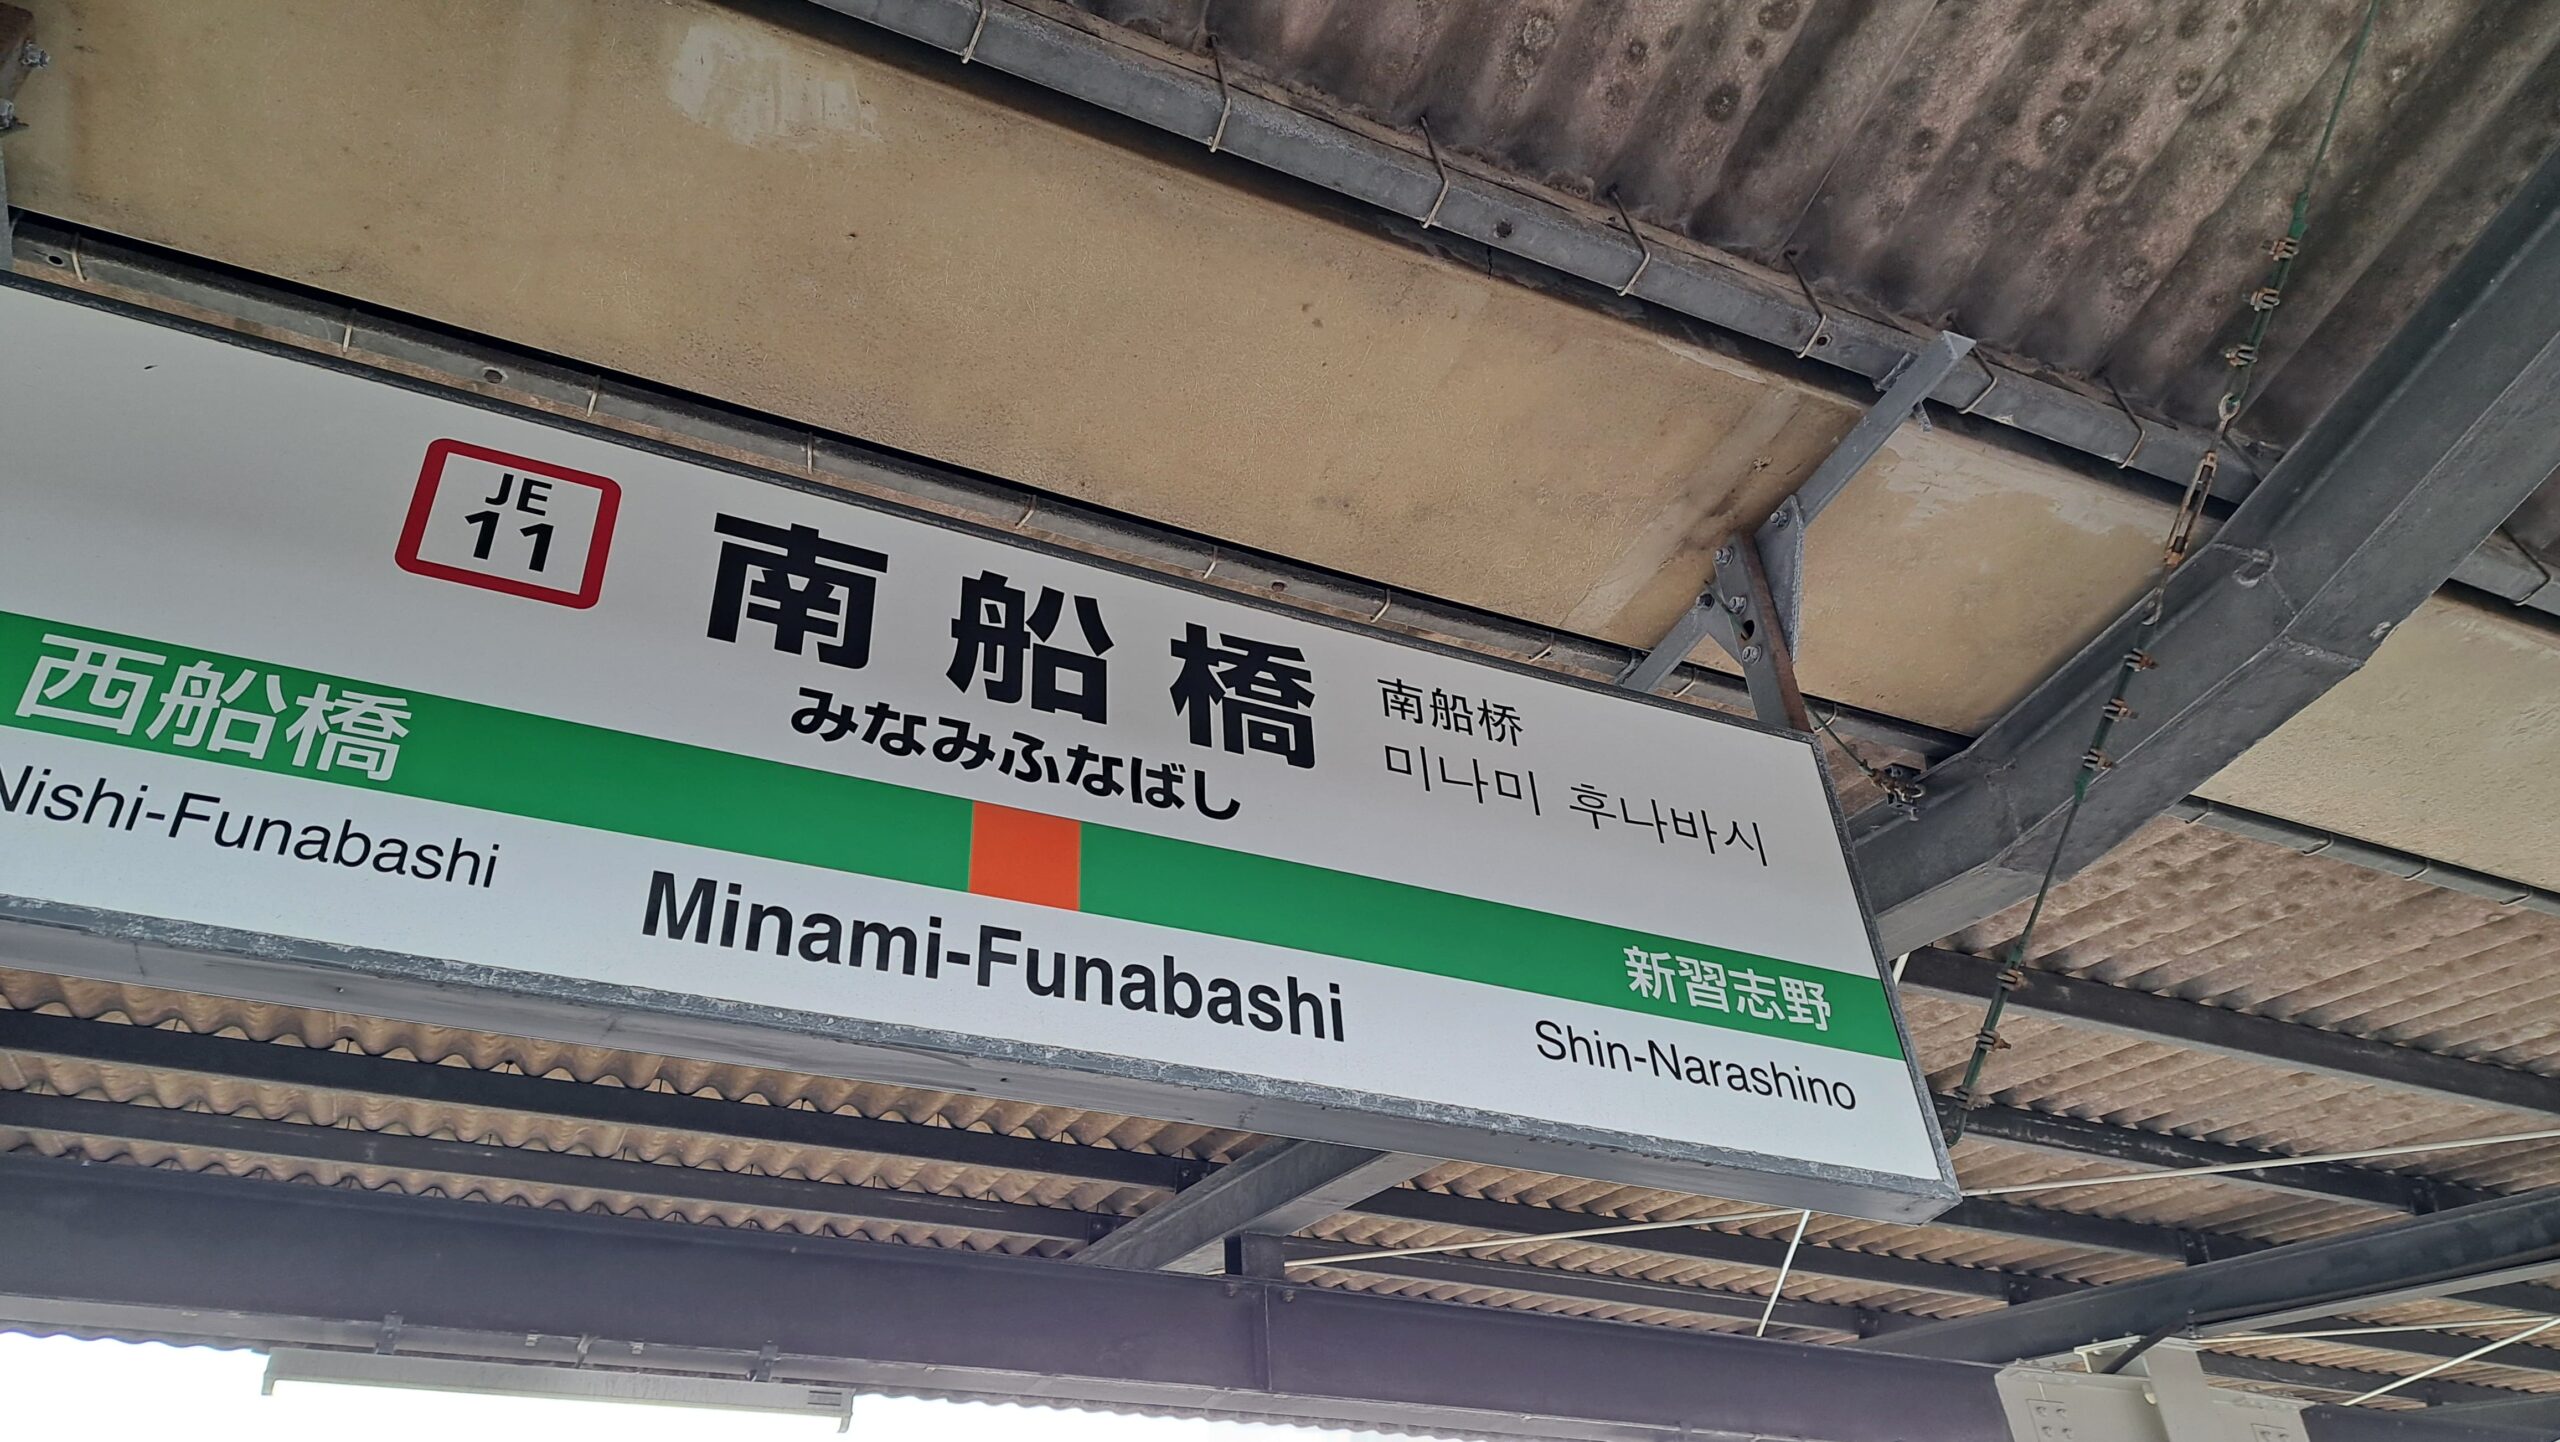 JE
11
南船橋
みなみふなばし
南船桥
미나미 후나바시
西船橋
新習志野
Nishi-Funabashi
Minami-Funabashi
Shin-Narashino